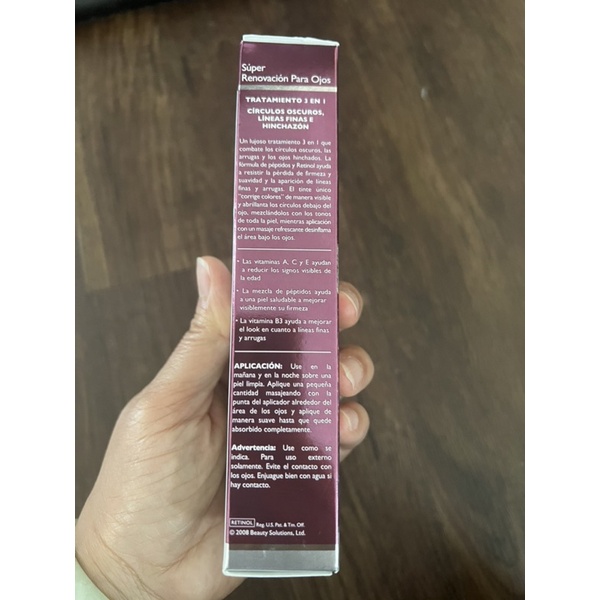 Súper
Renovación Para Ojos
TRATAMIENTO 3 EN 1
CÍRCULOS OSCUROS,
LÍNEAS FINAS E
HINCHAZÓN
Un lujoso tratamiento 3 en 1 que
combate los círculos oscuros, las
arrugas y los ojos hinchados. La
fórmula de péptidos y Retinol ayuda
a resistir la pérdida de firmeza y
suavidad y la aparición de líneas
finas y arrugas. El tinte único
"corrige colores" de manera visible
y abrillanta los círculos debajo del
ojo, mezclándolos con los tonos
de toda la piel, mientras aplicación
con un masaje refrescante desinflama
el área bajo los ojos.
• Las vitaminas A, C y E ayudan
a reducir los signos visibles de
la edad
• La mezcla de péptidos ayuda
a una piel saludable a mejorar
visiblemente su firmeza
• La vitamina B3 ayuda a mejorar
el look en cuanto a líneas finas
y arrugas
APLICACIÓN: Use en la
mañana y en la noche sobre una
piel limpia. Aplique una pequeña
cantidad masajeando con la
punta del aplicador alrededor del
área de los ojos y aplique de
manera suave hasta que quede
absorbido completamente.
Advertencia: Use como se
indica. Para uso externo
solamente. Evite el contacto con
los ojos. Enjuague bien con agua si
hay contacto.
RETINOL Reg. U.S. Pat. & Tm. Off.
© 2008 Beauty Solutions, Ltd.